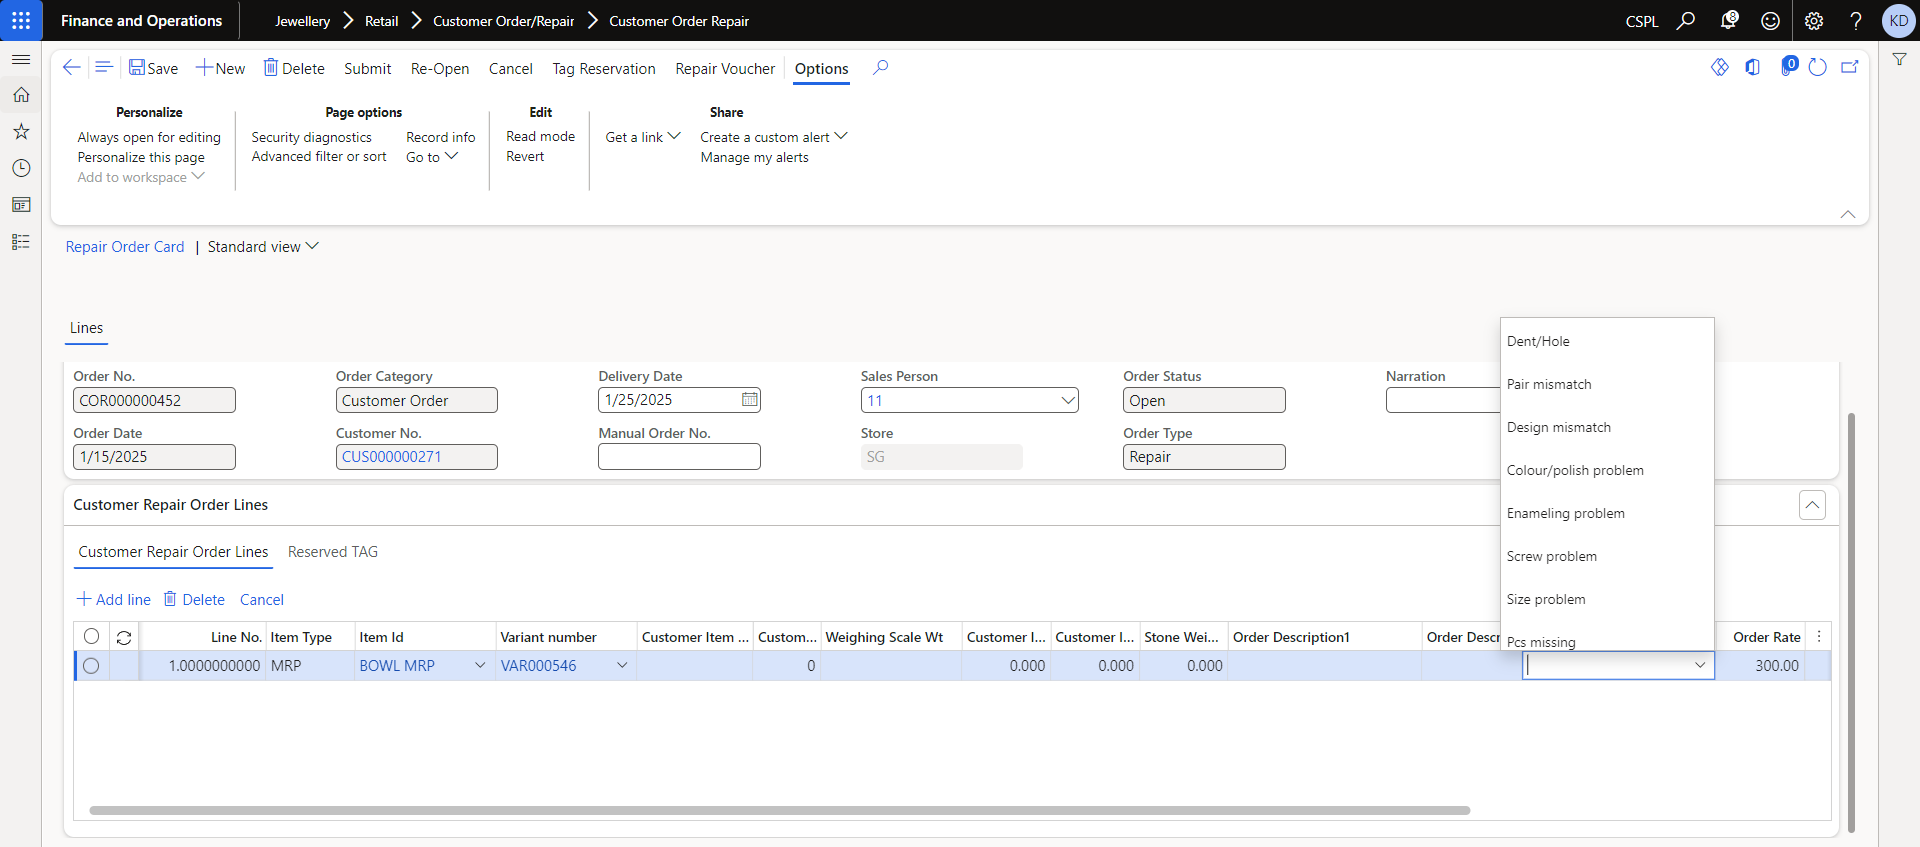 Finance and Operations
Jewellery
Retail
Customer Order/Repair
Customer Order Repair
CSPL
8
?
KD
Save
New
Delete
Submit
Re-Open
Cancel
Tag Reservation
Repair Voucher
Options
0
Personalize
Always open for editing
Personalize this page
Add to workspace
Page options
Security diagnostics
Advanced filter or sort
Record info
Go to
Edit
Read mode
Revert
Get a link
Share
Create a custom alert
Manage my alerts
Repair Order Card | Standard view
Lines
Order No.
COR000000452
Order Category
Customer Order
Delivery Date
1/25/2025
Sales Person
11
Order Status
Open
Narration
Order Date
1/15/2025
Customer No.
CUS000000271
Manual Order No.
Store
SG
Order Type
Repair
Dent/Hole
Pair mismatch
Design mismatch
Colour/polish problem
Enameling problem
Screw problem
Size problem
Pcs missing
Customer Repair Order Lines
Customer Repair Order Lines
Reserved TAG
Add line
Delete
Cancel
Line No. Item Type Item Id Variant number Customer Item ... Custom... Weighing Scale Wt Customer I... Customer I... Stone Wei... Order Description1 Order Descr Order Rate
1.0000000000 MRP BOWL MRP VAR000546 0 0.000 0.000 0.000 300.00